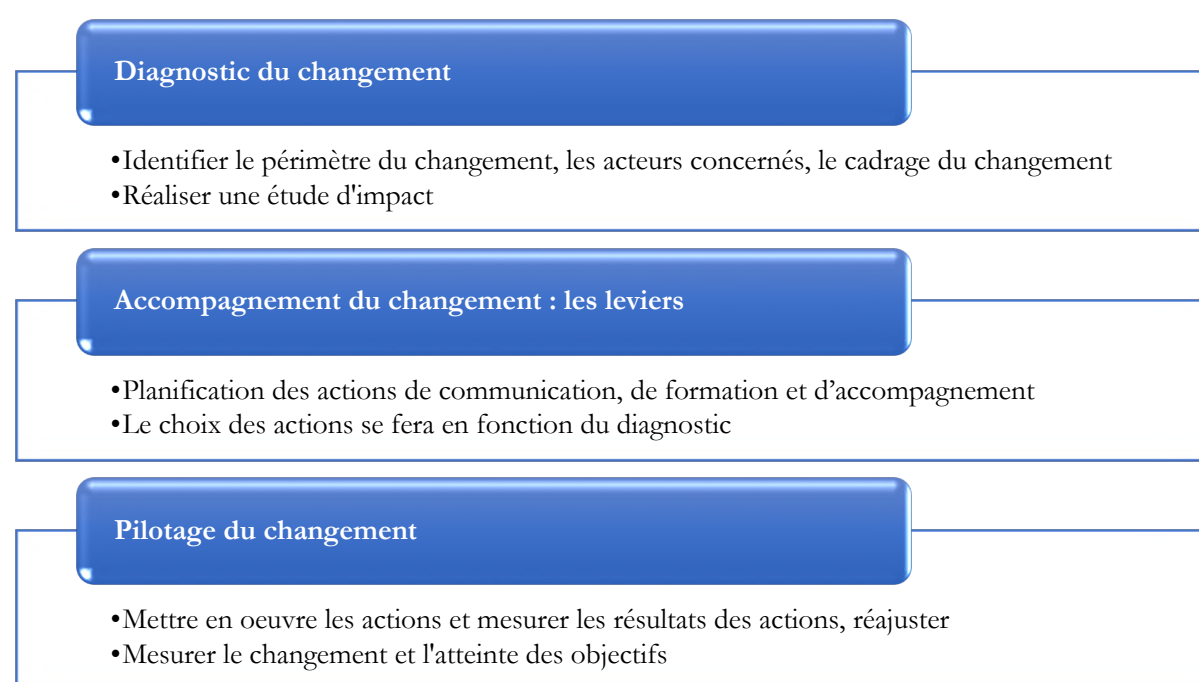 Diagnostic du changement
•Identifier le périmètre du changement, les acteurs concernés, le cadrage du changement
•Réaliser une étude d'impact
Accompagnement du changement : les leviers
•Planification des actions de communication, de formation et d’accompagnement
•Le choix des actions se fera en fonction du diagnostic
Pilotage du changement
•Mettre en oeuvre les actions et mesurer les résultats des actions, réajuster
•Mesurer le changement et l'atteinte des objectifs